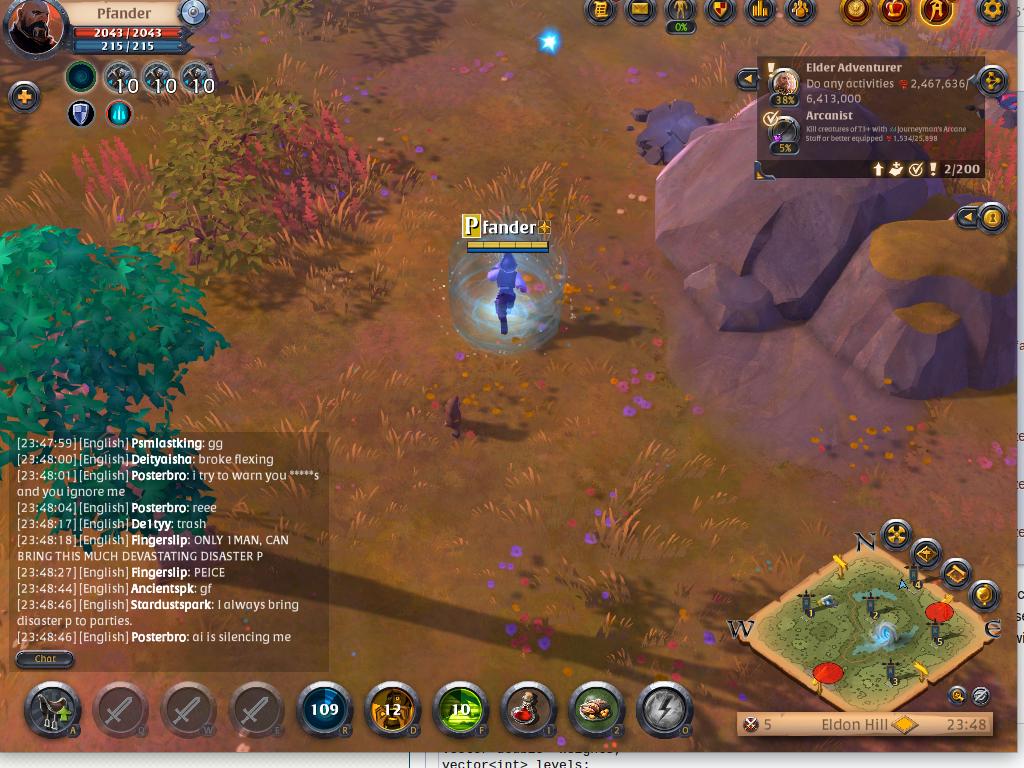 Pfander
2043 / 2043
215 / 215
10 10 10
0%
Elder Adventurer
Do any activities 2,467,636/
6,413,000
38%
Arcanist
Kill creatures of T3+ with Journeyman's Arcane
Staff or better equipped 1,534/25,898
5%
2/200
Pfander
[23:47:59] [English] Psmlastking: gg
[23:48:00] [English] Deityaisha: broke flexing
[23:48:01] [English] Posterbro: i try to warn you *****s
and you ignore me
[23:48:04] [English] Posterbro: reee
[23:48:17] [English] De1tyy: trash
[23:48:18] [English] Fingerslip: ONLY 1MAN, CAN
BRING THIS MUCH DEVASTATING DISASTER P
[23:48:27] [English] Fingerslip: PEICE
[23:48:44] [English] Ancientspk: gf
[23:48:46] [English] Stardustspark: I always bring
disaster p to parties.
[23:48:46] [English] Posterbro: ai is silencing me
Chat
N
W
E
1
2
3
4
5
A
Q
W
E
109 R
12 D
10 F
1
2
O
5 Eldon Hill 23:48
vector<int> levels;